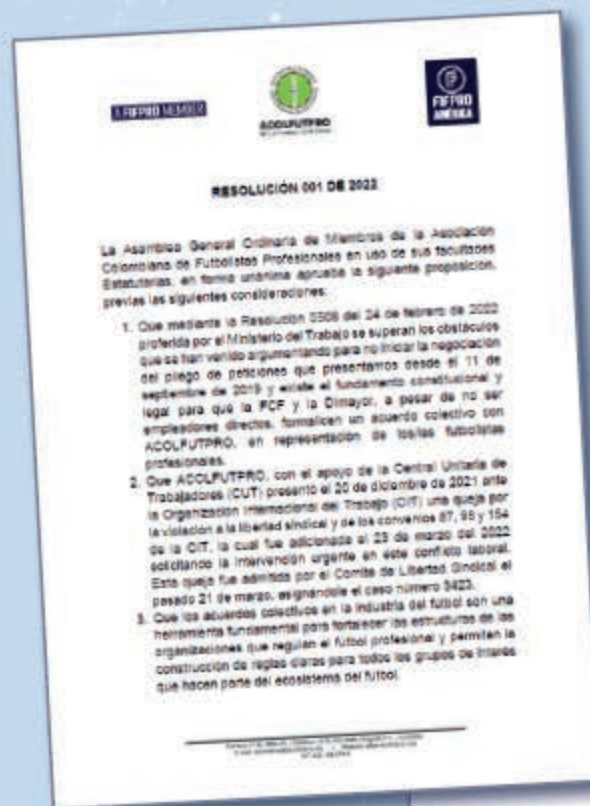 FIFPRO MEMBER
ACOLFUTPRO
FIFPRO
AMÉRICA
RESOLUCIÓN 001 DE 2022
La Asamblea General Ordinaria de Miembros de la Asociación
Colombiana de Futbolistas Profesionales en uso de sus facultades
Estatutarias, en forma unánime aprueba la siguiente proposición,
previas las siguientes consideraciones:
1. Que mediante la Resolución 0508 del 24 de febrero de 2022
proferida por el Ministerio del Trabajo se superan los obstáculos
que se han venido argumentando para no iniciar la negociación
del pliego de peticiones que presentamos desde el 11 de
septiembre de 2019 y existe el fundamento constitucional y
legal para que la FCF y la Dimayor, a pesar de no ser
empleadores directos, formalicen un acuerdo colectivo con
ACOLFUTPRO, en representación de los/las futbolistas
profesionales.
2. Que ACOLFUTPRO, con el apoyo de la Central Unitaria de
Trabajadores (CUT) presentó el 20 de diciembre de 2021 ante
la Organización Internacional del Trabajo (OIT) una queja por
la violación a la libertad sindical y de los convenios 87, 98 y 154
de la OIT, la cual fue adicionada el 23 de marzo del 2022
solicitando la intervención urgente en este conflicto laboral.
Esta queja fue admitida por el Comité de Libertad Sindical el
pasado 21 de marzo, asignándole el caso número 3423.
3. Que los acuerdos colectivos en la industria del fútbol son una
herramienta fundamental para fortalecer las estructuras de las
organizaciones que regulan el fútbol profesional y permiten la
construcción de reglas claras para todos los grupos de interés
que hacen parte del ecosistema del fútbol.